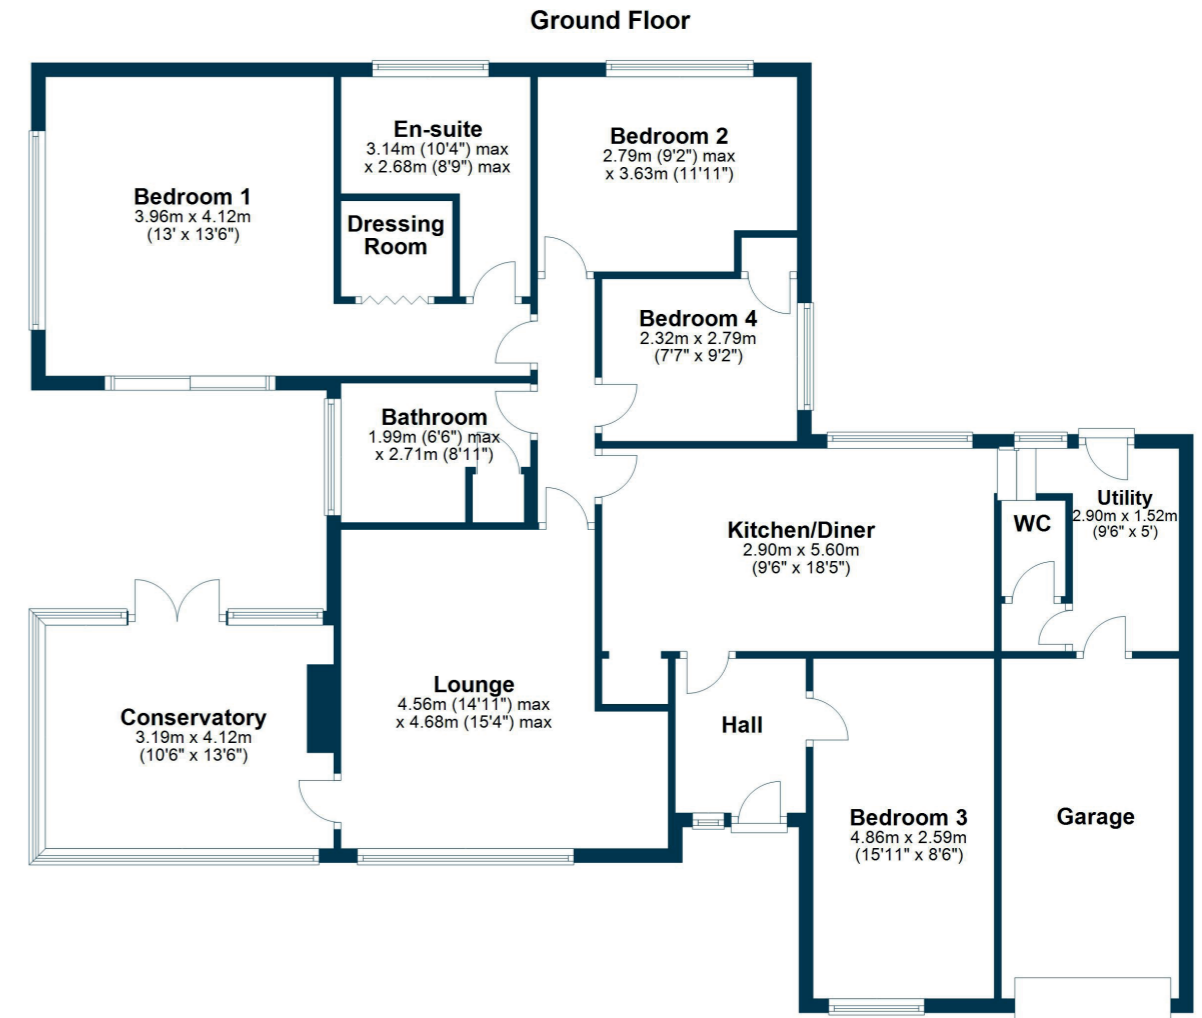 Ground Floor
En-suite
3.14m (10'4") max
x 2.68m (8'9") max
Bedroom 2
2.79m (9'2") max
x 3.63m (11'11")
Bedroom 1
3.96m x 4.12m
(13' x 13'6")
Dressing
Room
Bedroom 4
2.32m x 2.79m
(7'7" x 9'2")
Bathroom
1.99m (6'6") max
x 2.71m (8'11")
Kitchen/Diner
2.90m x 5.60m
(9'6" x 18'5")
WC
Utility
2.90m x 1.52m
(9'6" x 5')
Lounge
4.56m (14'11") max
x 4.68m (15'4") max
Conservatory
3.19m x 4.12m
(10'6" x 13'6")
Hall
Bedroom 3
4.86m x 2.59m
(15'11" x 8'6")
Garage